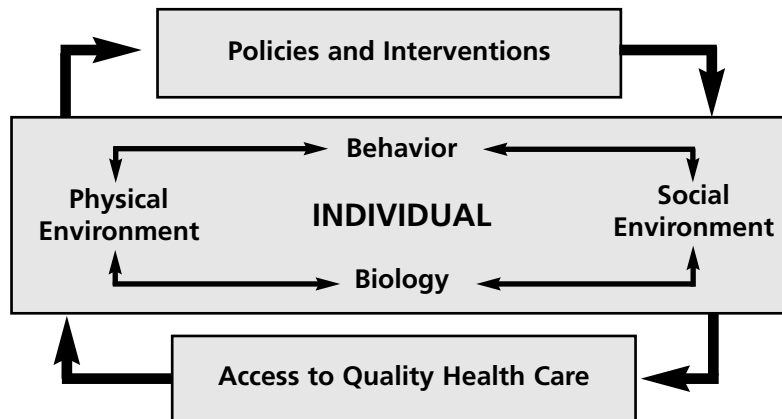 Policies and Interventions
Behavior
Physical
Environment
INDIVIDUAL
Social
Environment
Biology
Access to Quality Health Care